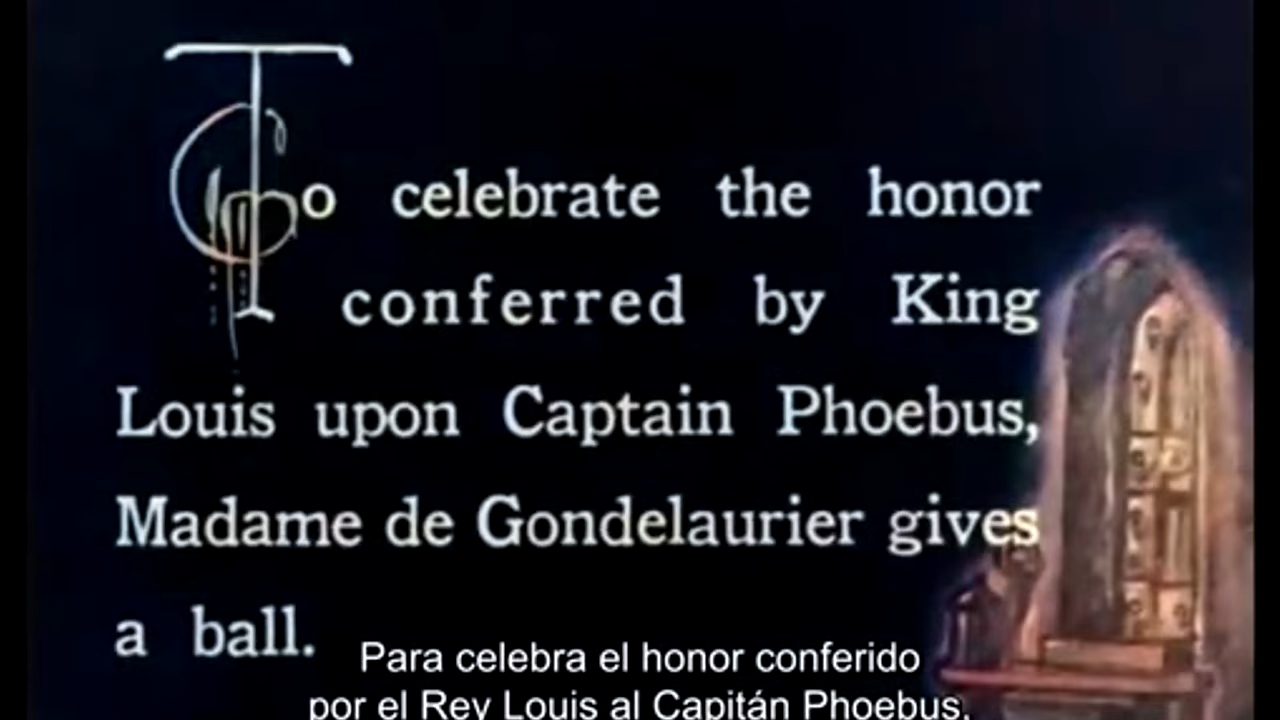 To celebrate the honor
conferred by King
Louis upon Captain Phoebus,
Madame de Gondelaurier gives
a ball.
Para celebra el honor conferido
por el Rey Louis al Capitán Phoebus,